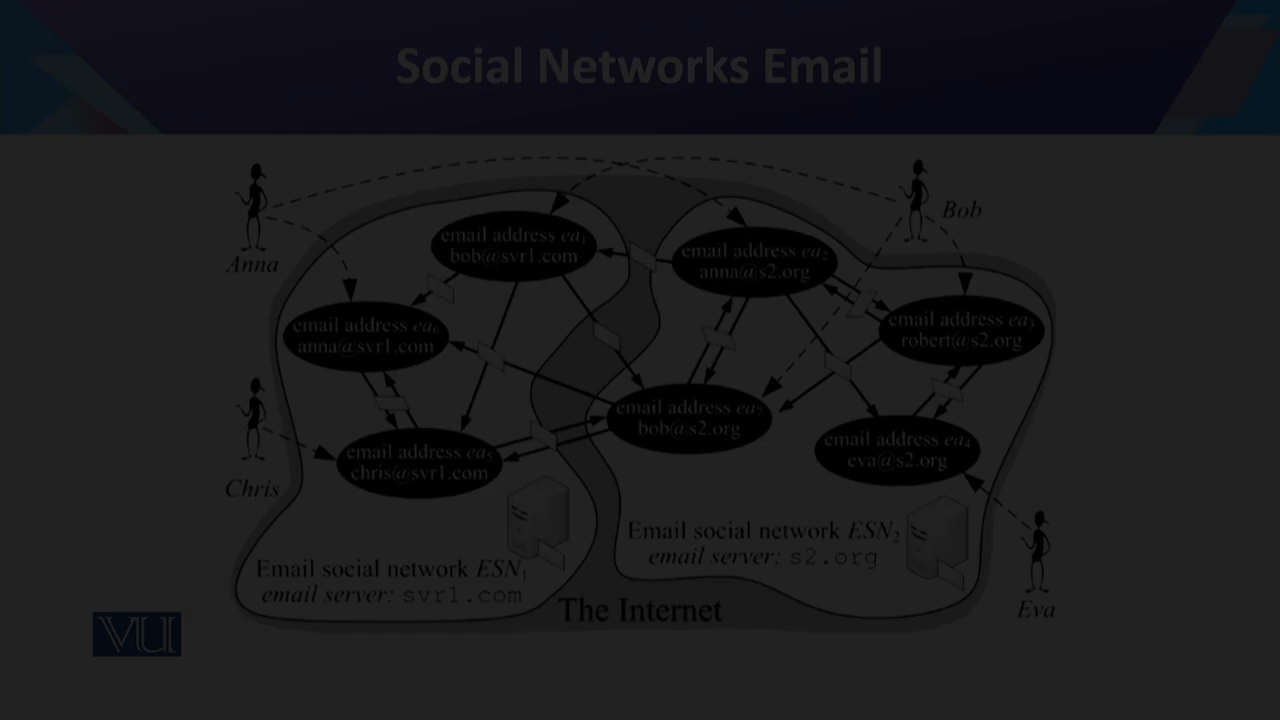 Social Networks Email
Anna
Bob
email address ea1
bob@svr1.com
email address ea2
anna@s2.org
email address ea6
anna@svr1.com
email address ea3
robert@s2.org
Chris
email address ea5
chris@svr1.com
email address ea7
bob@s2.org
email address ea4
eva@s2.org
Email social network ESN1
email server: svr1.com
Email social network ESN2
email server: s2.org
The Internet
Eva
VU